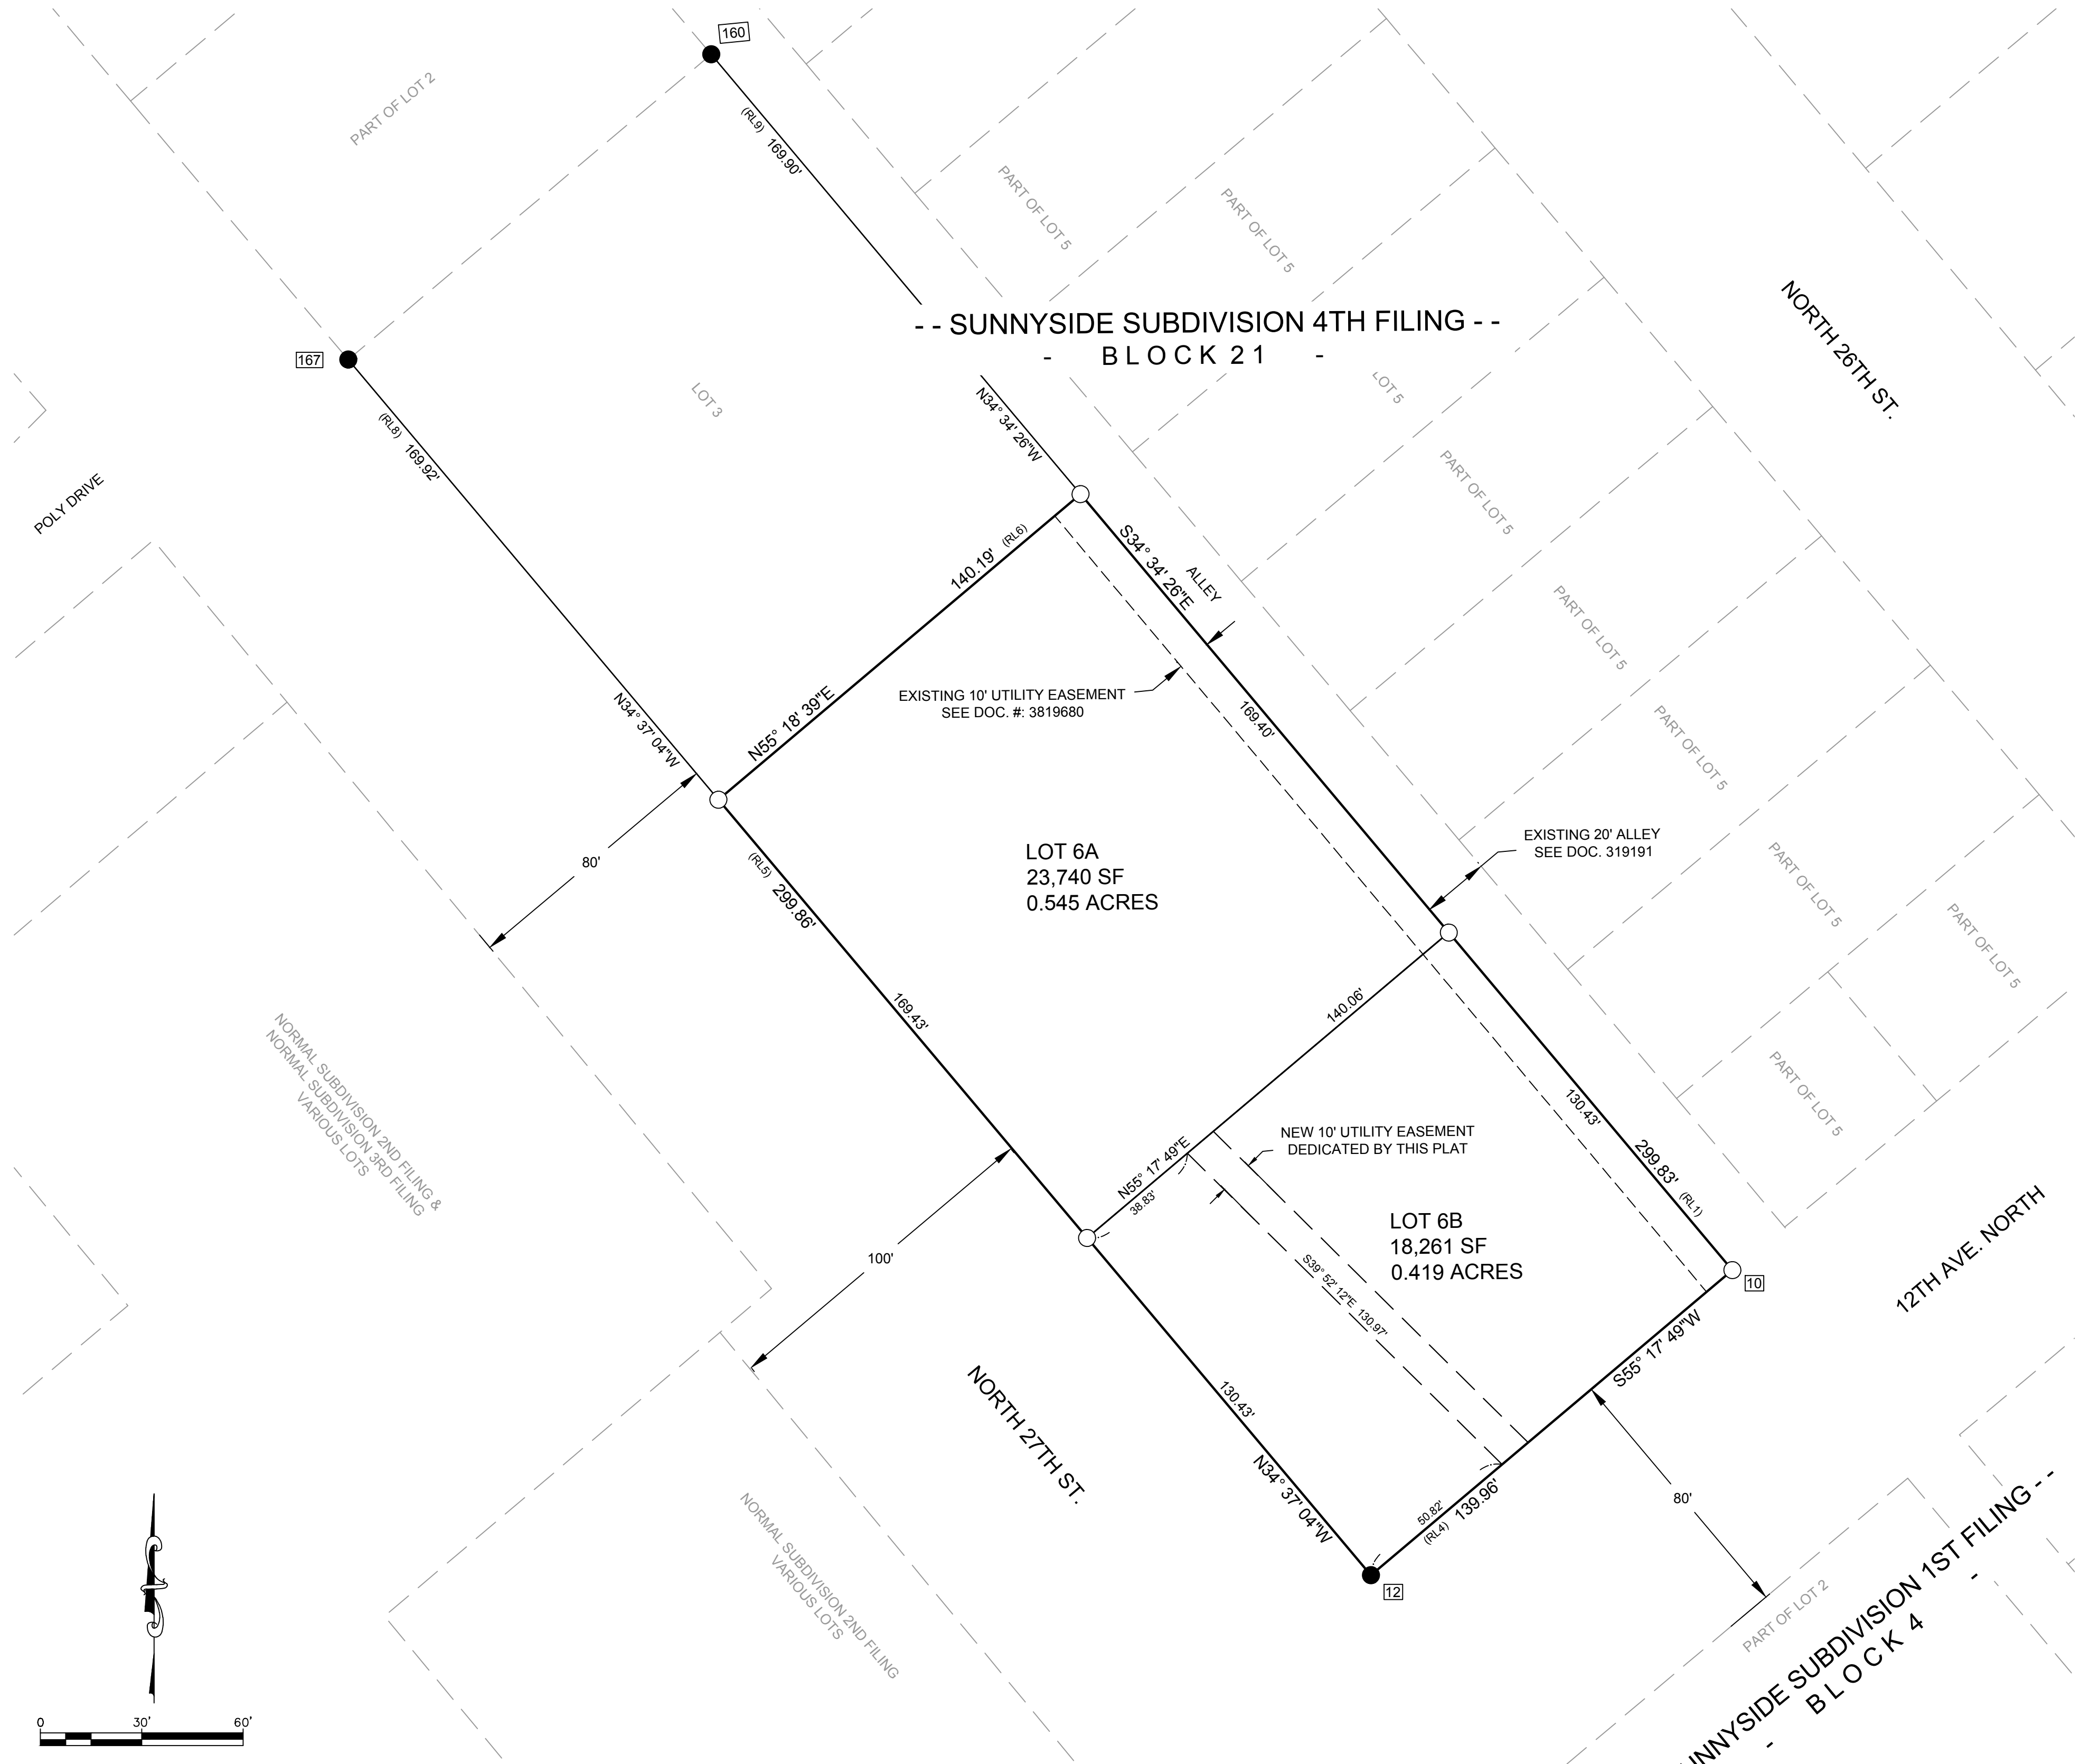 160
PART OF LOT 2
(RL9) 169.90'
PART OF LOT 5
PART OF LOT 5
NORTH 26TH ST.
- - SUNNYSIDE SUBDIVISION 4TH FILING - -
- BLOCK 21 -
167
LOT 3
LOT 5
N34° 34' 26"W
(RL8) 169.92'
POLY DRIVE
PART OF LOT 5
140.19' (RL6)
S34° 34' 26"E
ALLEY
PART OF LOT 5
EXISTING 10' UTILITY EASEMENT
SEE DOC. #: 3819680
N55° 18' 39"E
N34° 37' 04"W
169.40'
PART OF LOT 5
80'
LOT 6A
23,740 SF
0.545 ACRES
EXISTING 20' ALLEY
SEE DOC. 319191
(RL5) 299.86'
PART OF LOT 5
PART OF LOT 5
169.43'
140.06'
NORMAL SUBDIVISION 2ND FILING &
NORMAL SUBDIVISION 3RD FILING
VARIOUS LOTS
130.43'
PART OF LOT 5
NEW 10' UTILITY EASEMENT
DEDICATED BY THIS PLAT
N55° 17' 49"E
38.83'
299.83' (RL1)
LOT 6B
18,261 SF
0.419 ACRES
100'
S39° 52' 12"E 130.97'
10
12TH AVE. NORTH
S55° 17' 49"W
NORTH 27TH ST.
130.43'
N34° 37' 04"W
50.82'
(RL4) 139.96'
80'
12
NORMAL SUBDIVISION 2ND FILING
VARIOUS LOTS
PART OF LOT 2
UNNYSIDE SUBDIVISION 1ST FILING - -
- BLOCK 4 -
0 30' 60'